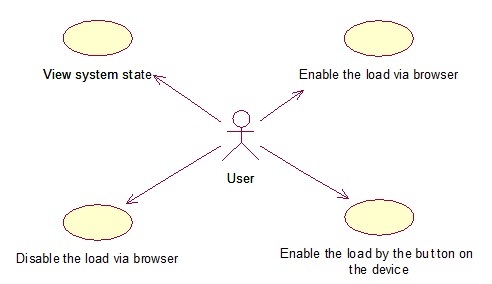 View system state
Enable the load via browser
User
Disable the load via browser
Enable the load by the button on
the device